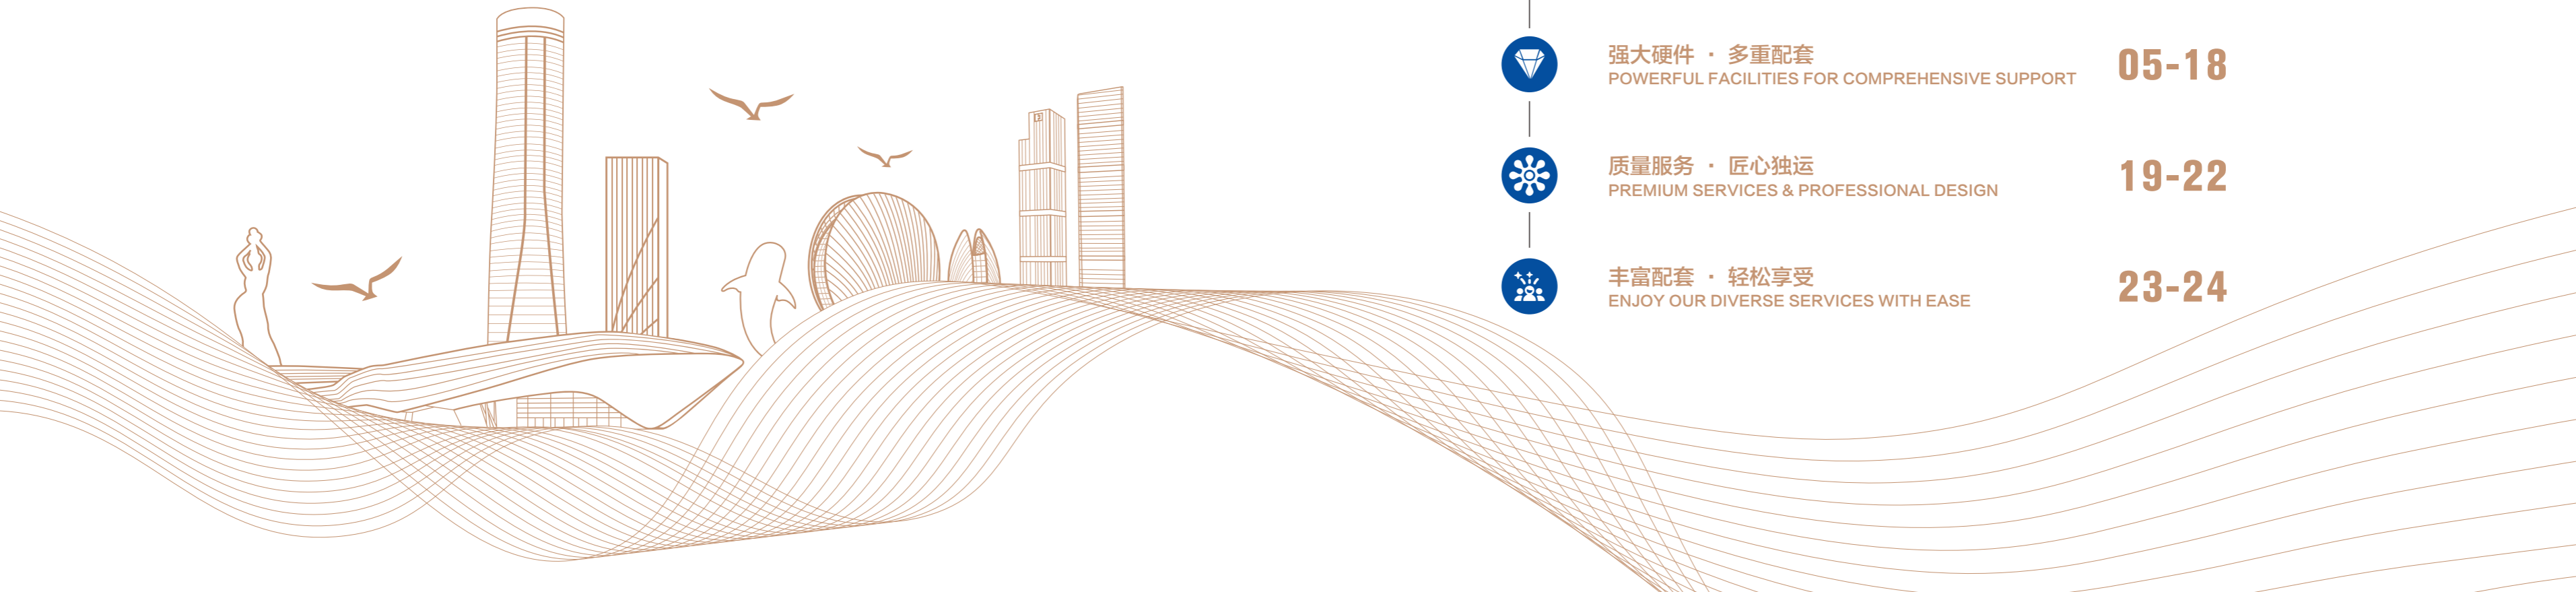 强大硬件 · 多重配套
POWERFUL FACILITIES FOR COMPREHENSIVE SUPPORT
05-18
质量服务 · 匠心独运
PREMIUM SERVICES & PROFESSIONAL DESIGN
19-22
丰富配套 · 轻松享受
ENJOY OUR DIVERSE SERVICES WITH EASE
23-24